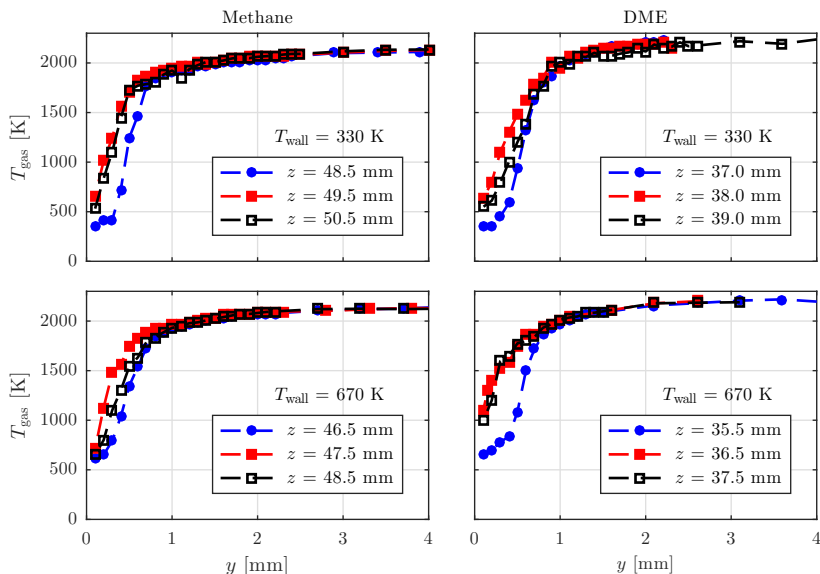 Methane
DME
2000
1500
1000
500
0
T_gas [K]
T_wall = 330 K
z = 48.5 mm
z = 49.5 mm
z = 50.5 mm
T_gas [K]
T_wall = 330 K
z = 37.0 mm
z = 38.0 mm
z = 39.0 mm
2000
1500
1000
500
0
T_gas [K]
T_wall = 670 K
z = 46.5 mm
z = 47.5 mm
z = 48.5 mm
0 1 2 3 4
y [mm]
T_gas [K]
T_wall = 670 K
z = 35.5 mm
z = 36.5 mm
z = 37.5 mm
0 1 2 3 4
y [mm]